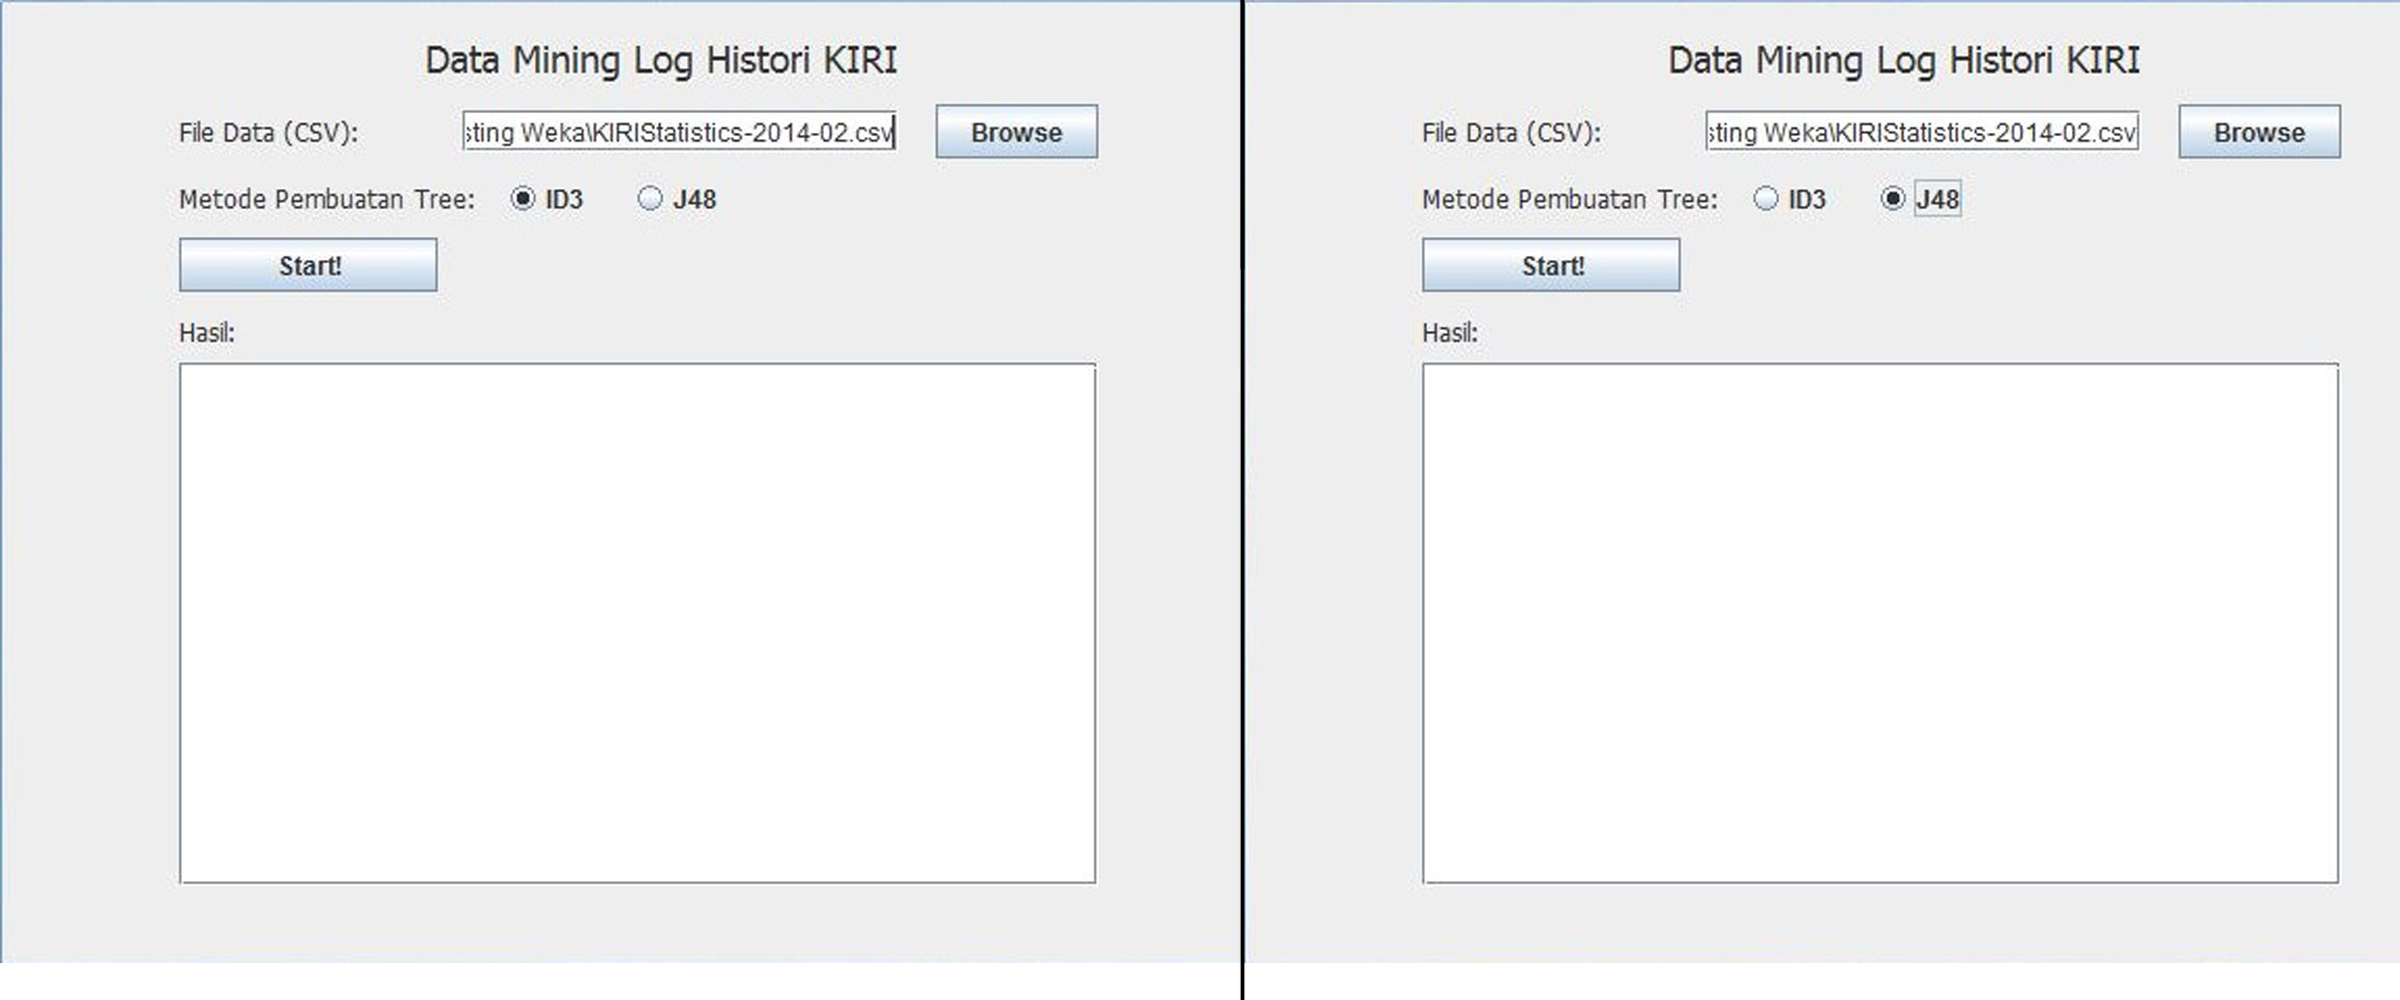 Data Mining Log Histori KIRI
File Data (CSV): sting Weka\KIRIStatistics-2014-02.csv Browse
Metode Pembuatan Tree: ID3 J48
Start!
Hasil:
Data Mining Log Histori KIRI
File Data (CSV): sting Weka\KIRIStatistics-2014-02.csv Browse
Metode Pembuatan Tree: ID3 J48
Start!
Hasil: